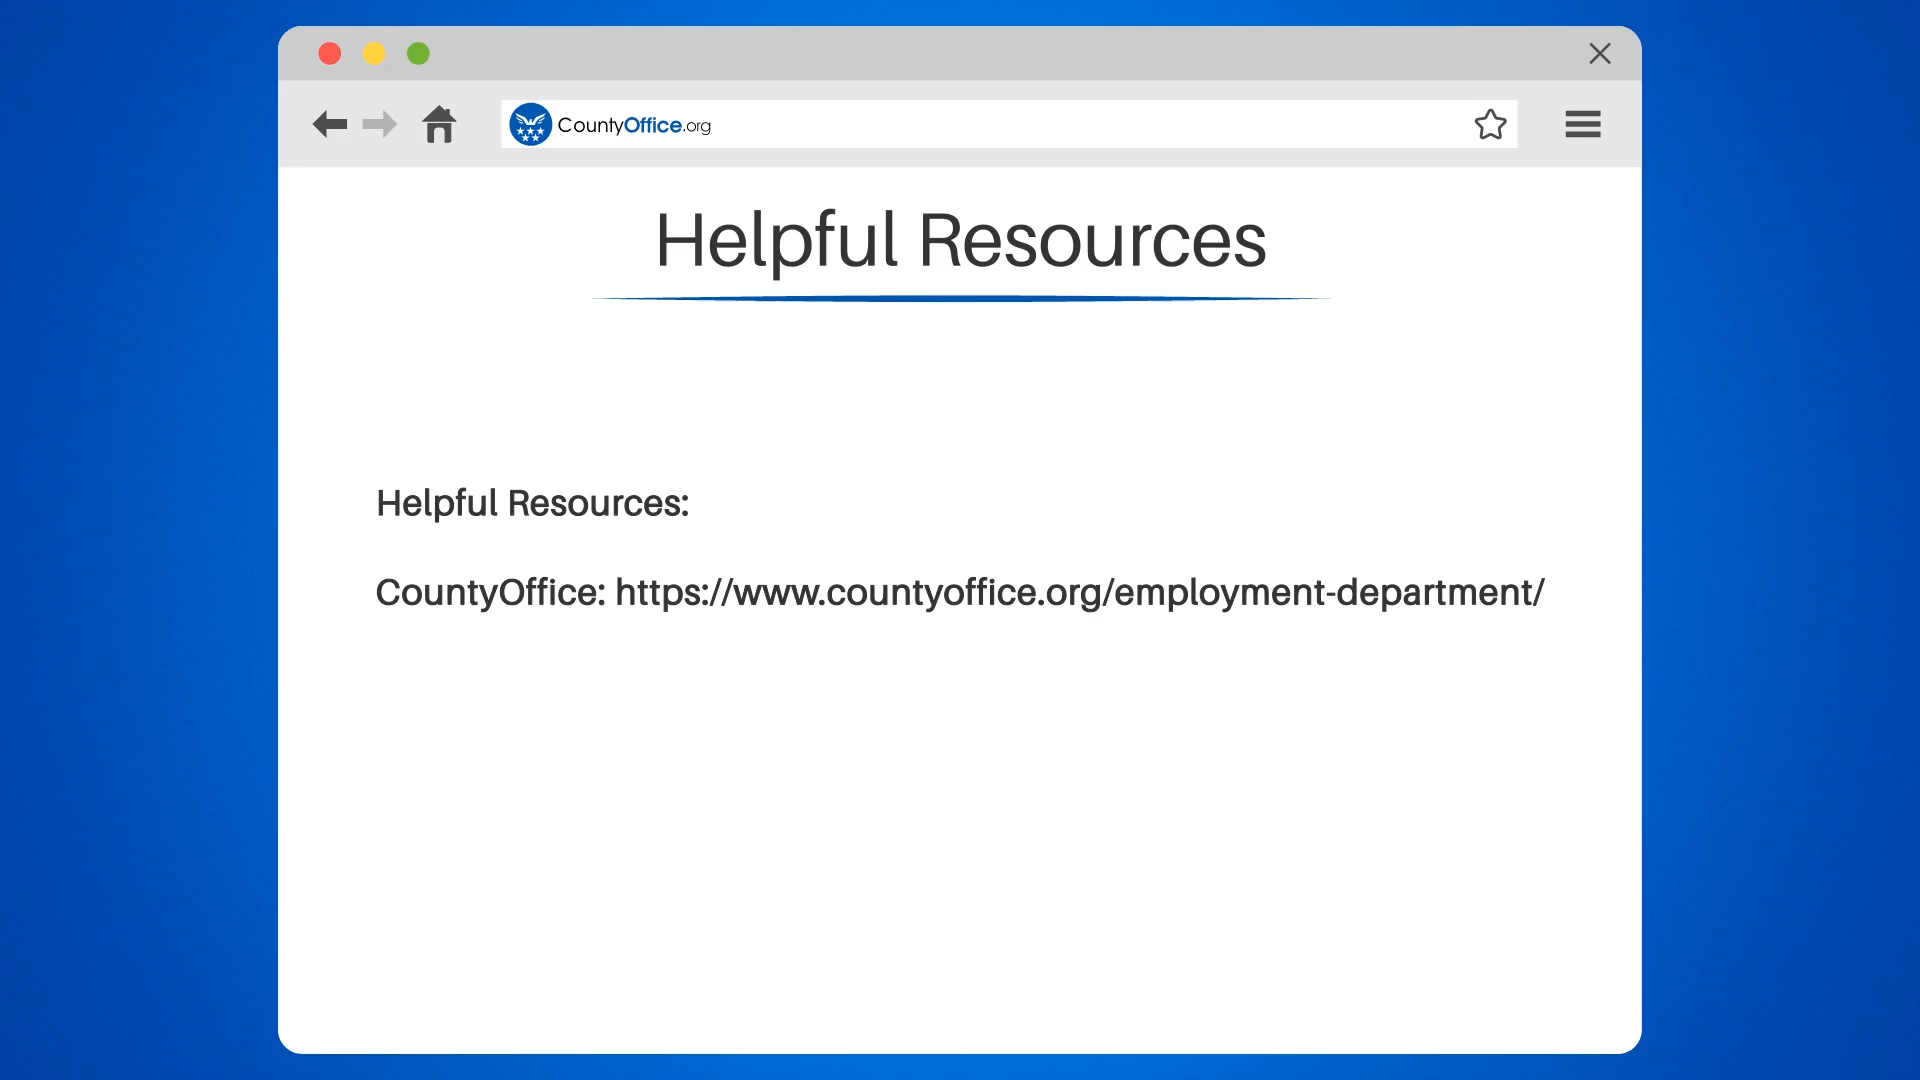 CountyOffice.org
Helpful Resources
Helpful Resources:
CountyOffice: https://www.countyoffice.org/employment-department/